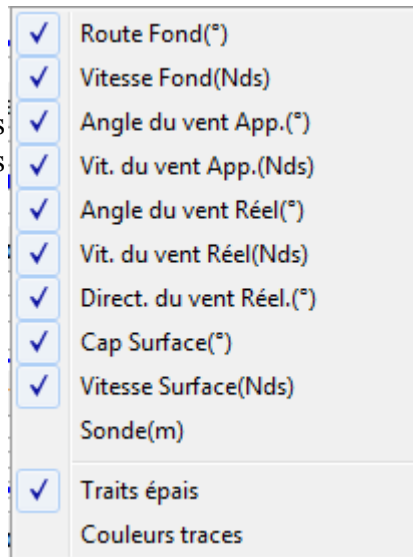 Route Fond(°)
Vitesse Fond(Nds)
Angle du vent App.(°)
Vit. du vent App.(Nds)
Angle du vent Réel(°)
Vit. du vent Réel(Nds)
Direct. du vent Réel.(°)
Cap Surface(°)
Vitesse Surface(Nds)
Sonde(m)
Traits épais
Couleurs traces